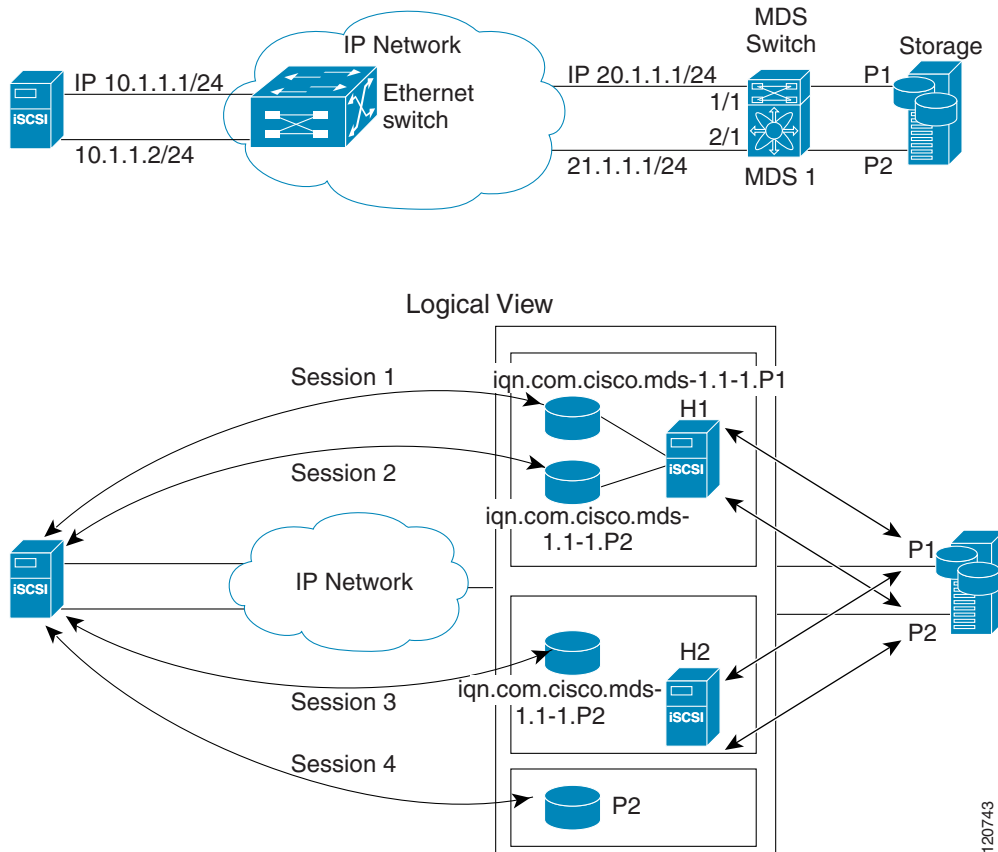 MDS
Switch
Storage
IP Network
IP 10.1.1.1/24
IP 20.1.1.1/24
P1
iSCSI
Ethernet
switch
1/1
2/1
10.1.1.2/24
21.1.1.1/24
P2
MDS 1
Logical View
Session 1
iqn.com.cisco.mds-1.1-1.P1
H1
iSCSI
Session 2
iqn.com.cisco.mds-
1.1-1.P2
P1
iSCSI
IP Network
P2
H2
iSCSI
Session 3
iqn.com.cisco.mds-
1.1-1.P2
Session 4
P2
120743